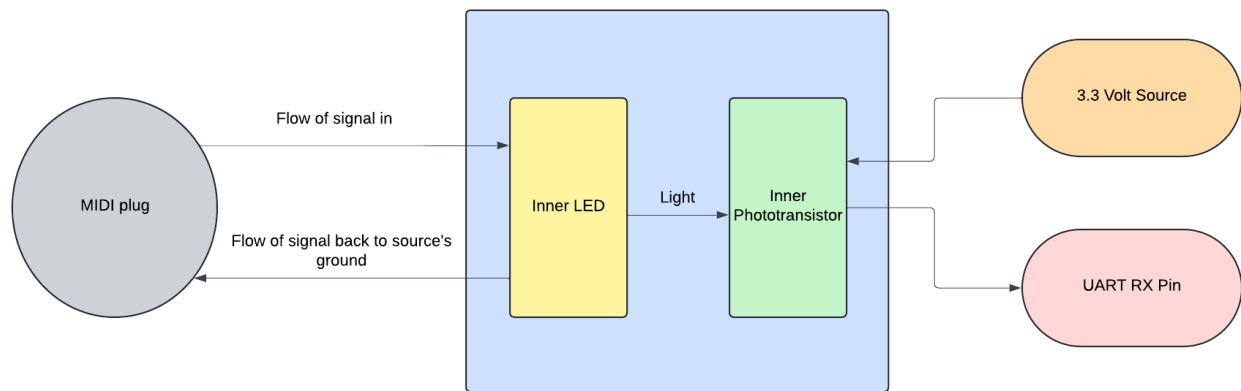 Flow of signal in
3.3 Volt Source
MIDI plug
Inner LED
Light
Inner
Phototransistor
Flow of signal back to source's
ground
UART RX Pin